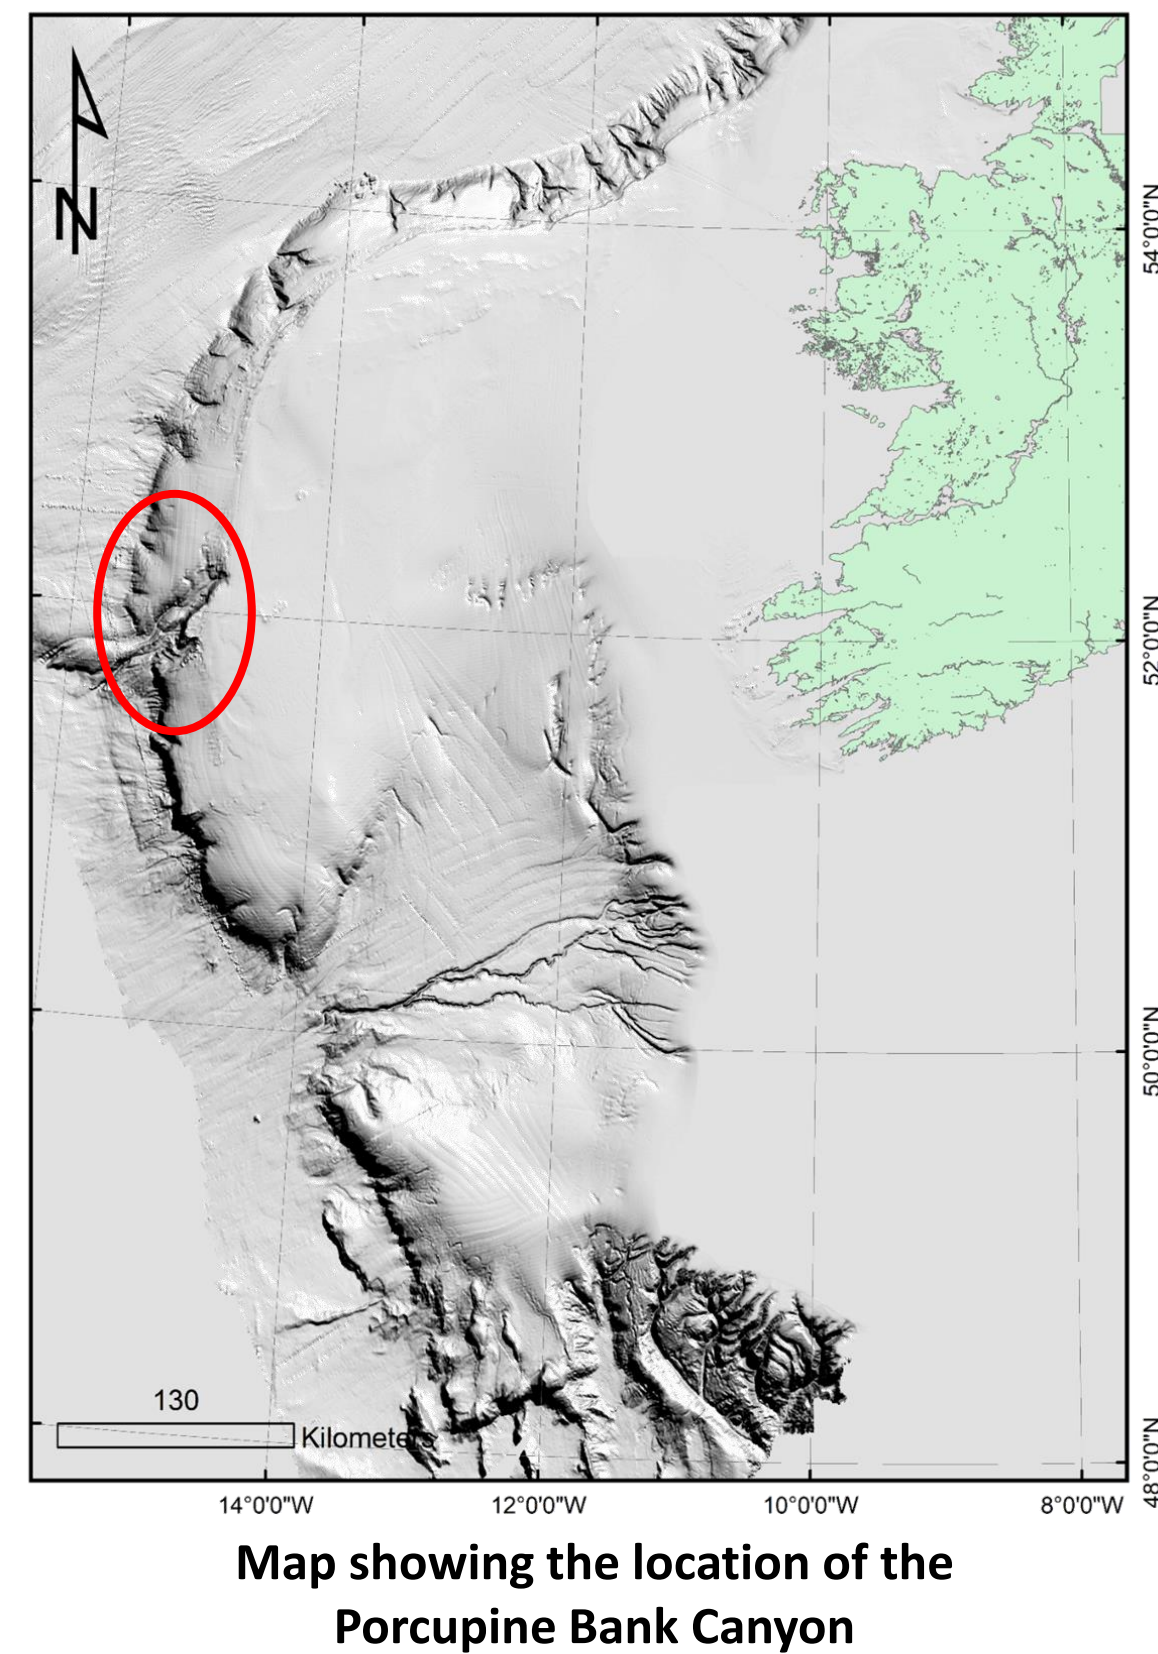 N
54°0'0"N
52°0'0"N
50°0'0"N
48°0'0"N
130
Kilometers
14°0'0"W 12°0'0"W 10°0'0"W 8°0'0"W
Map showing the location of the
Porcupine Bank Canyon